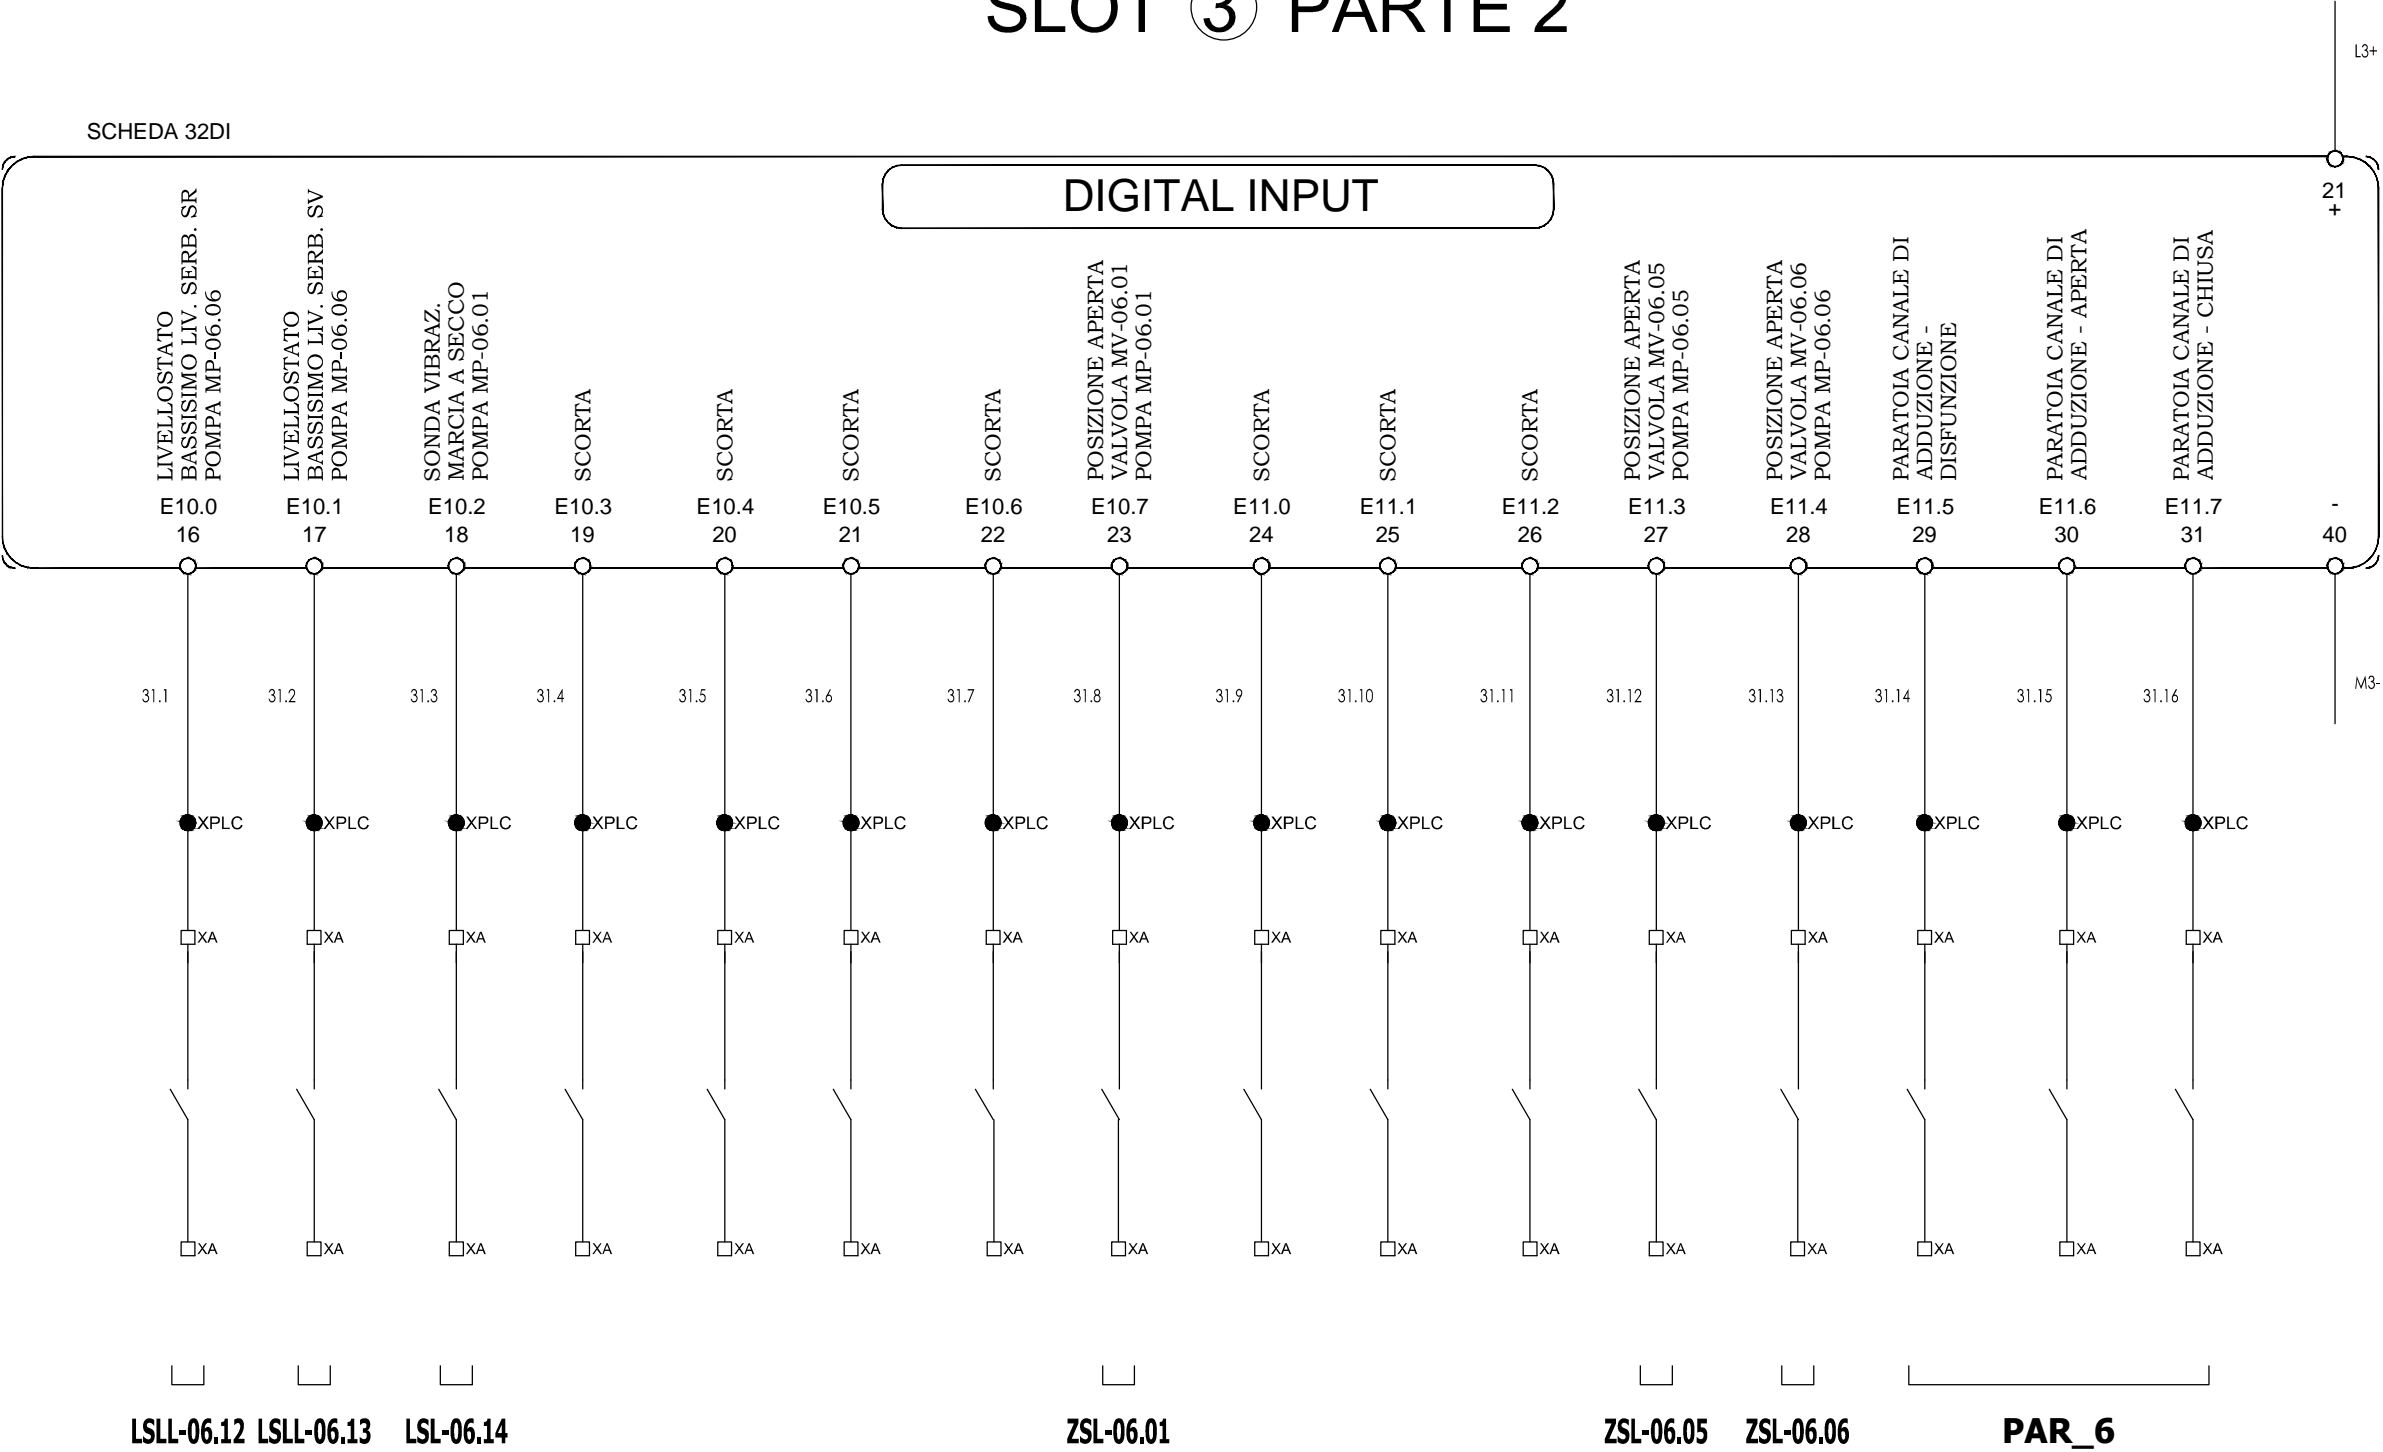 SLOT 3 PARTE 2
L3+
SCHEDA 32DI
DIGITAL INPUT
21
+
LIVELLOSTATO
BASSISIMO LIV. SERB. SR
POMPA MP-06.06
LIVELLOSTATO
BASSISIMO LIV. SERB. SV
POMPA MP-06.06
SONDA VIBRAZ.
MARCIA A SECCO
POMPA MP-06.01
SCORTA
SCORTA
SCORTA
SCORTA
POSIZIONE APERTA
VALVOLA MV-06.01
POMPA MP-06.01
SCORTA
SCORTA
SCORTA
POSIZIONE APERTA
VALVOLA MV-06.05
POMPA MP-06.05
POSIZIONE APERTA
VALVOLA MV-06.06
POMPA MP-06.06
PARATOIA CANALE DI
ADDUZIONE -
DISFUNZIONE
PARATOIA CANALE DI
ADDUZIONE - APERTA
PARATOIA CANALE DI
ADDUZIONE - CHIUSA
E10.0 E10.1 E10.2 E10.3 E10.4 E10.5 E10.6 E10.7 E11.0 E11.1 E11.2 E11.3 E11.4 E11.5 E11.6 E11.7 -
16 17 18 19 20 21 22 23 24 25 26 27 28 29 30 31 40
31.1 31.2 31.3 31.4 31.5 31.6 31.7 31.8 31.9 31.10 31.11 31.12 31.13 31.14 31.15 31.16 M3-
XPLC XPLC XPLC XPLC XPLC XPLC XPLC XPLC XPLC XPLC XPLC XPLC XPLC XPLC XPLC XPLC
XA XA XA XA XA XA XA XA XA XA XA XA XA XA XA XA
XA XA XA XA XA XA XA XA XA XA XA XA XA XA XA XA
LSLL-06.12 LSLL-06.13 LSL-06.14 ZSL-06.01 ZSL-06.05 ZSL-06.06 PAR_6